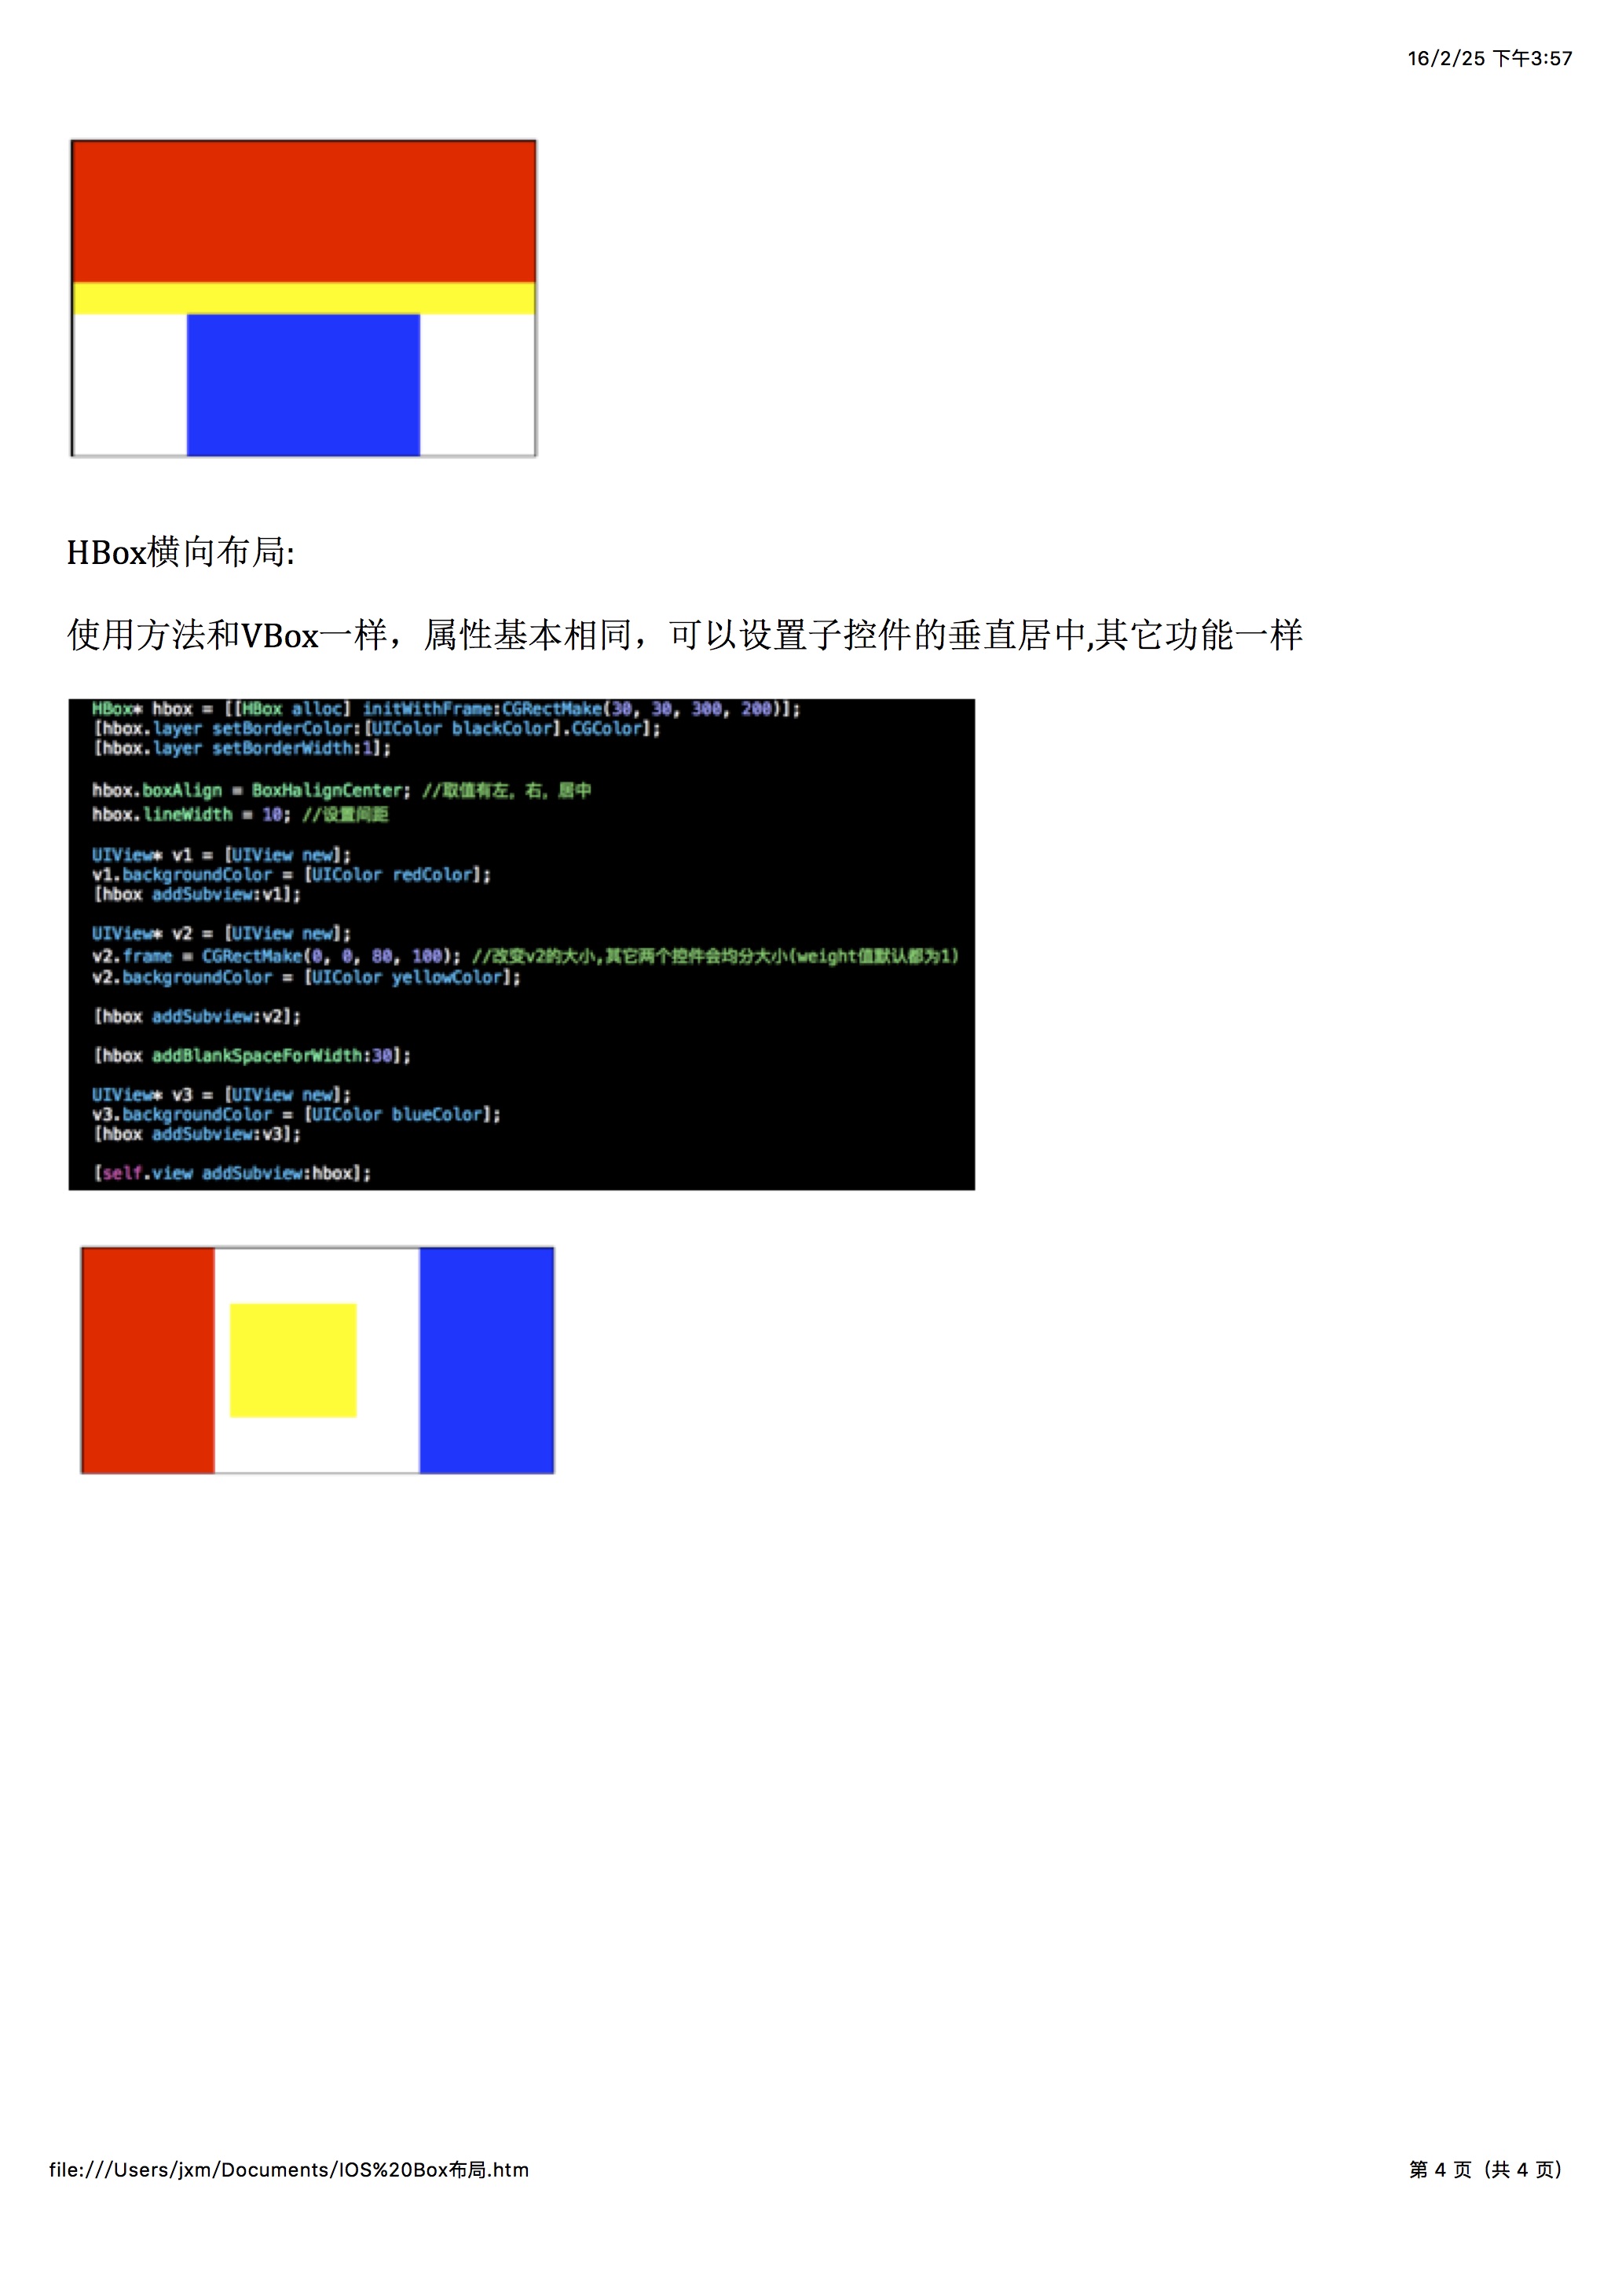 16/2/25 下午3:57
HBox横向布局:
使用方法和VBox一样，属性基本相同，可以设置子控件的垂直居中,其它功能一样
HBox* hbox = [[HBox alloc] initWithFrame:CGRectMake(30, 30, 300, 200)];
[hbox.layer setBorderColor:[UIColor blackColor].CGColor];
[hbox.layer setBorderWidth:1];
hbox.boxAlign = BoxHalignCenter; //取值有左，右，居中
hbox.lineWidth = 10; //设置间距
UIView* v1 = [UIView new];
v1.backgroundColor = [UIColor redColor];
[hbox addSubview:v1];
UIView* v2 = [UIView new];
v2.frame = CGRectMake(0, 0, 80, 100); //改变v2的大小,其它两个控件会均分大小(weight值默认都为1)
v2.backgroundColor = [UIColor yellowColor];
[hbox addSubview:v2];
[hbox addBlankSpaceForWidth:30];
UIView* v3 = [UIView new];
v3.backgroundColor = [UIColor blueColor];
[hbox addSubview:v3];
[self.view addSubview:hbox];
file:///Users/jxm/Documents/IOS%20Box布局.htm
第 4 页 (共 4 页)